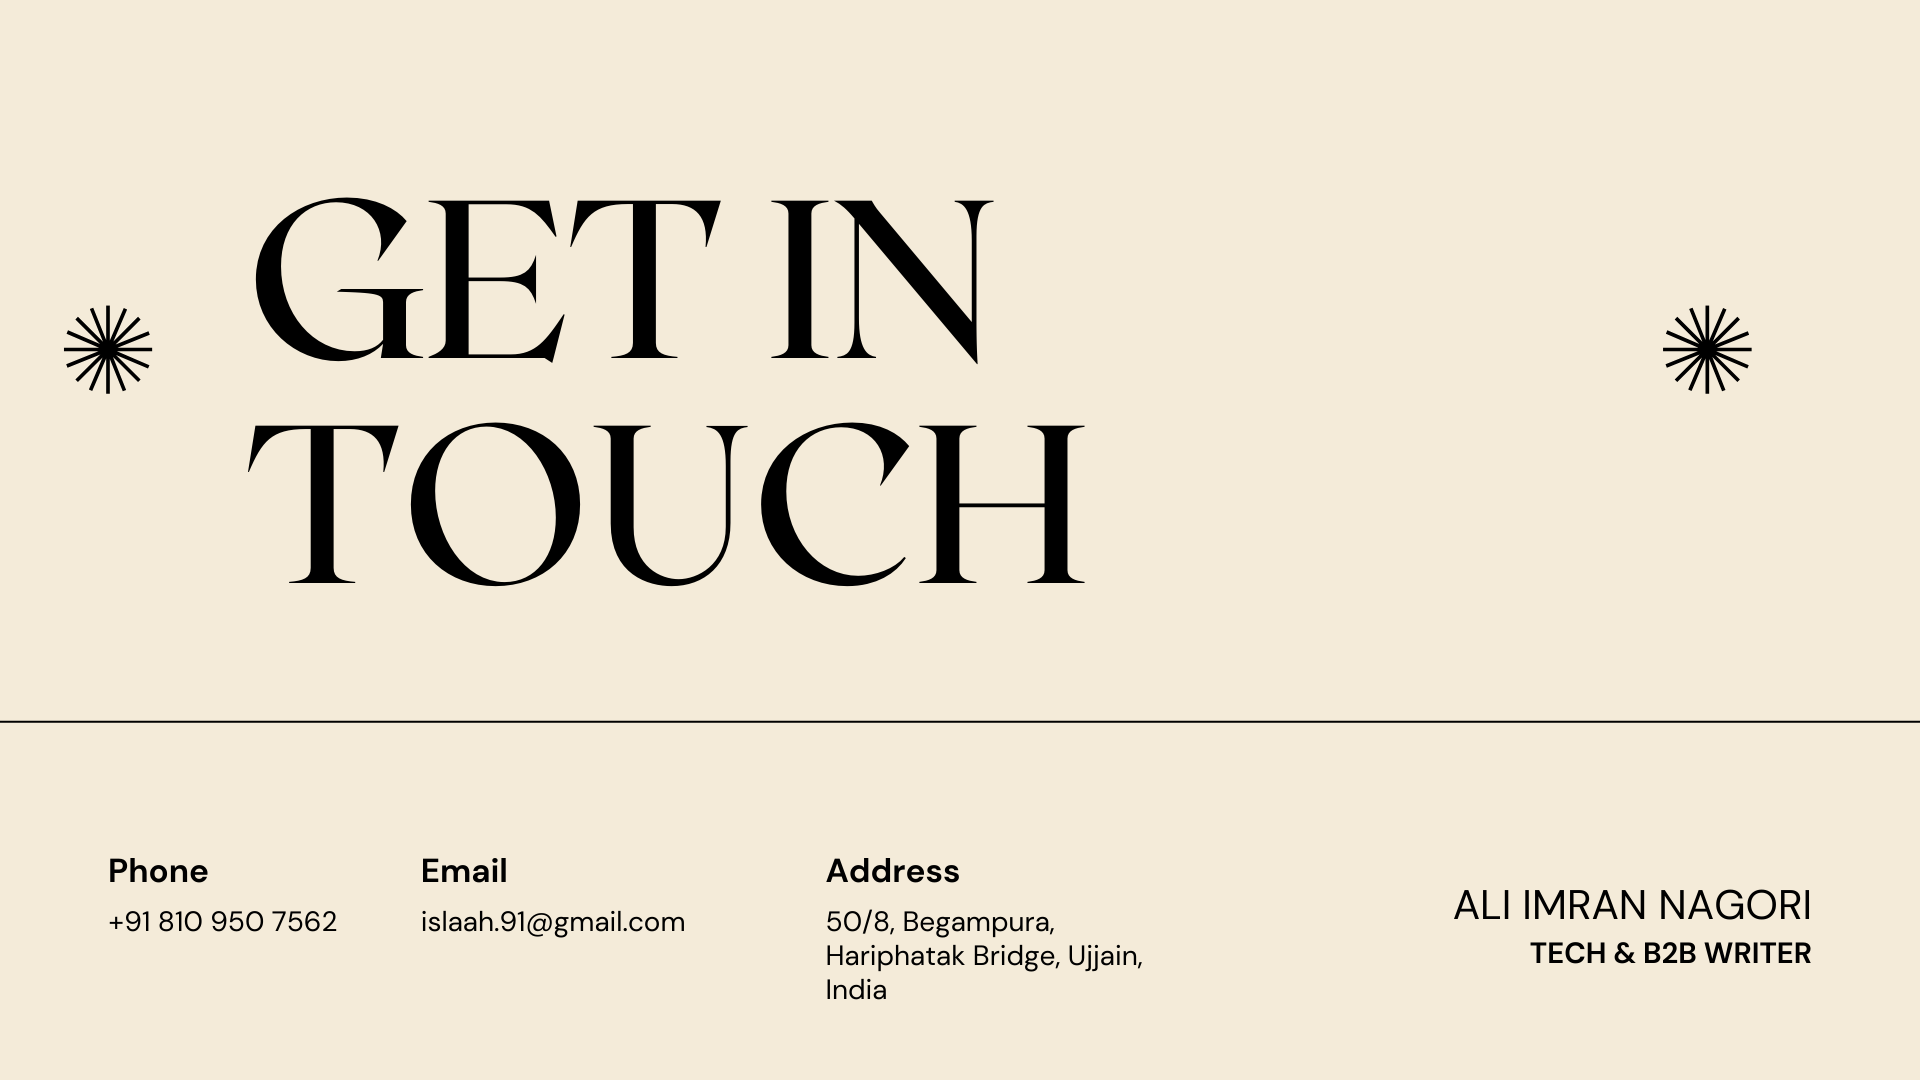 GET IN
TOUCH
Phone
+91 810 950 7562
Email
islaah.91@gmail.com
Address
50/8, Begampura,
Hariphatak Bridge, Ujjain,
India
ALI IMRAN NAGORI
TECH & B2B WRITER